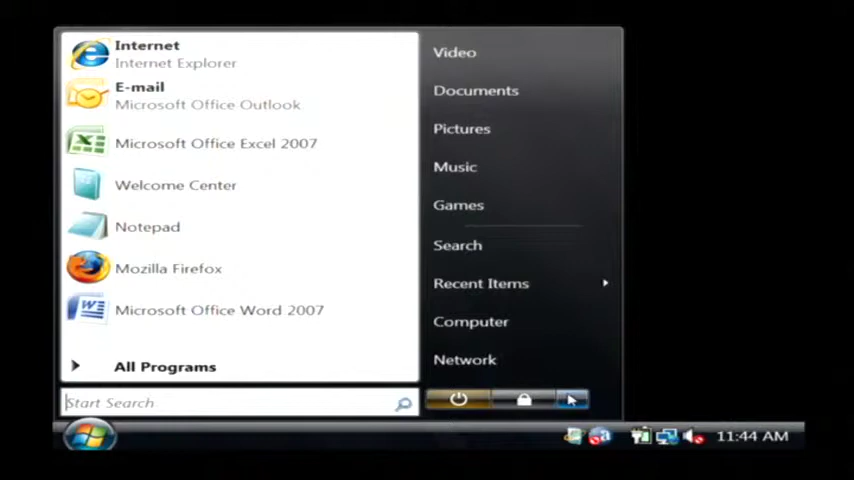 Internet
Internet Explorer
E-mail
Microsoft Office Outlook
Microsoft Office Excel 2007
Welcome Center
Notepad
Mozilla Firefox
Microsoft Office Word 2007
All Programs
Start Search
Video
Documents
Pictures
Music
Games
Search
Recent Items
Computer
Network
11:44 AM